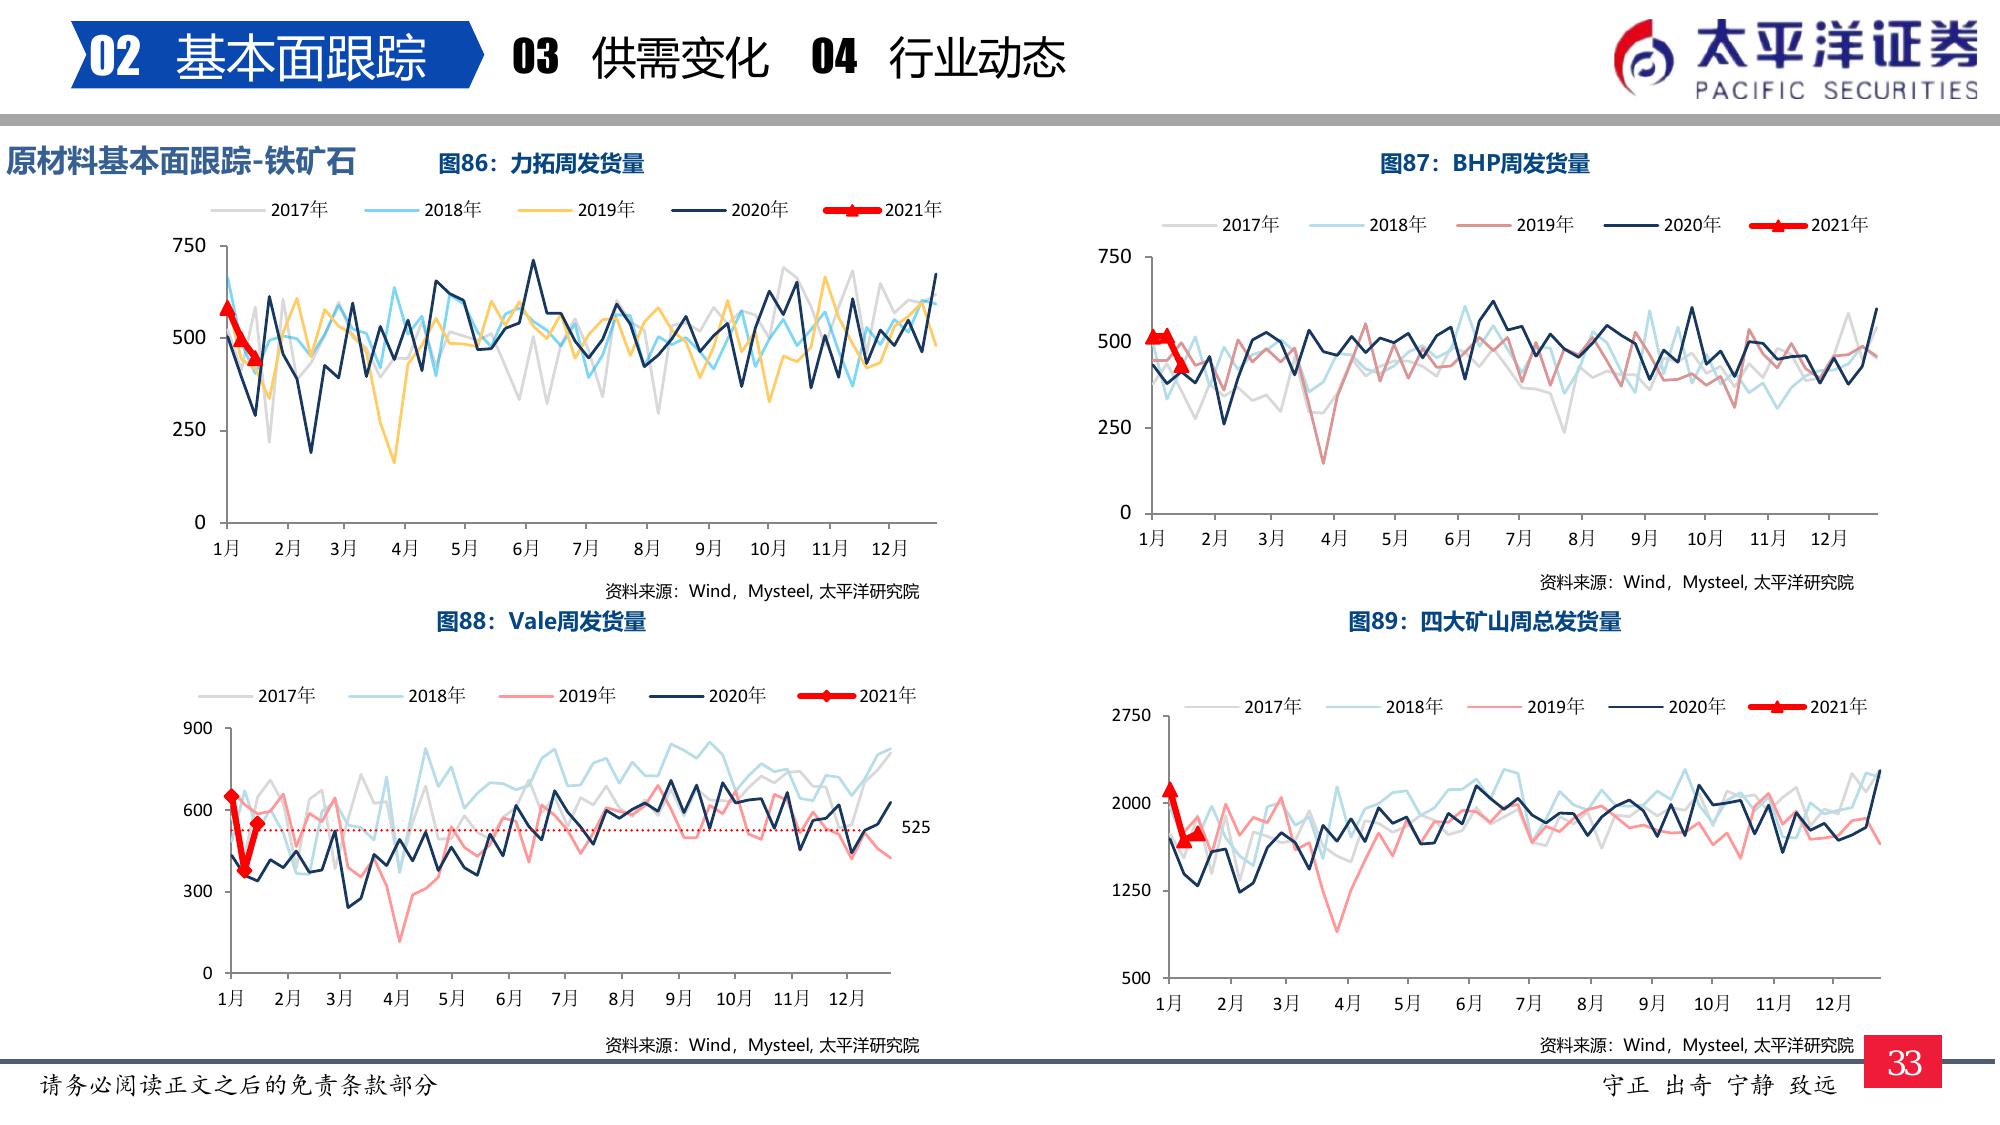 02 基本面跟踪 03 供需变化 04 行业动态
太平洋证券
PACIFIC SECURITIES
原材料基本面跟踪-铁矿石
图86：力拓周发货量
2017年 2018年 2019年 2020年 2021年
750
500
250
0
1月 2月 3月 4月 5月 6月 7月 8月 9月 10月 11月 12月
资料来源：Wind，Mysteel, 太平洋研究院
图87：BHP周发货量
2017年 2018年 2019年 2020年 2021年
750
500
250
0
1月 2月 3月 4月 5月 6月 7月 8月 9月 10月 11月 12月
资料来源：Wind，Mysteel, 太平洋研究院
图88：Vale周发货量
2017年 2018年 2019年 2020年 2021年
900
600
525
300
0
1月 2月 3月 4月 5月 6月 7月 8月 9月 10月 11月 12月
资料来源：Wind，Mysteel, 太平洋研究院
图89：四大矿山周总发货量
2017年 2018年 2019年 2020年 2021年
2750
2000
1250
500
1月 2月 3月 4月 5月 6月 7月 8月 9月 10月 11月 12月
资料来源：Wind，Mysteel, 太平洋研究院
33
请务必阅读正文之后的免责条款部分
守正 出奇 宁静 致远